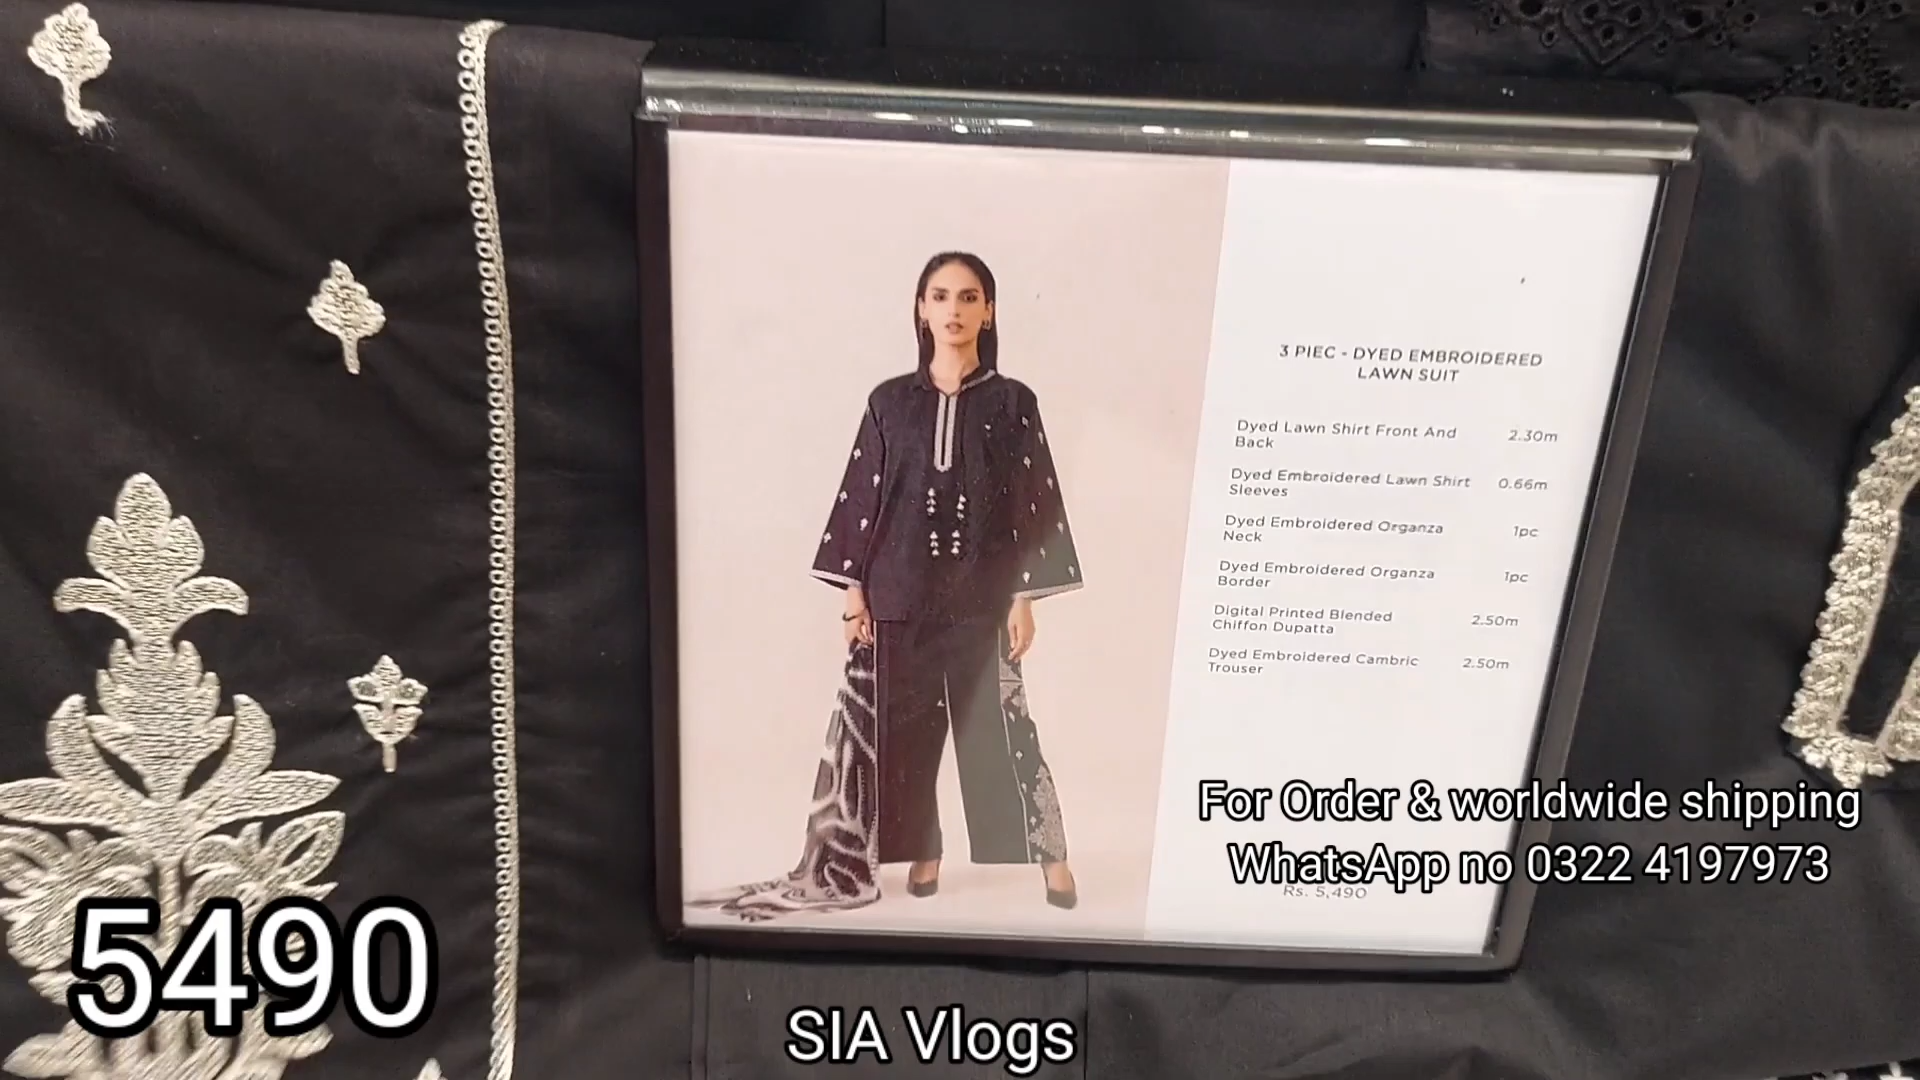 3 PIEC - DYED EMBROIDERED
LAWN SUIT
Dyed Lawn Shirt Front And 2.30m
Back
Dyed Embroidered Lawn Shirt 0.66m
Sleeves
Dyed Embroidered Organza 1pc
Neck
Dyed Embroidered Organza 1pc
Border
Digital Printed Blended 2.50m
Chiffon Dupatta
Dyed Embroidered Cambric 2.50m
Trouser
For Order & worldwide shipping
WhatsApp no 0322 4197973
Rs. 5,490
5490
SIA Vlogs